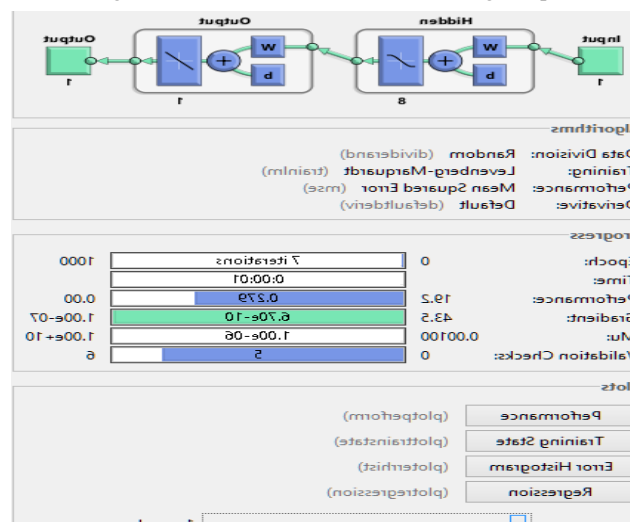 Hidden Output
Input W W Output
b b
1 8 1 1
lgorithms
Data Division: Random (dividerand)
Training: Levenberg-Marquardt (trainlm)
Performance: Mean Squared Error (mse)
Derivative: Default (defaultderiv)
Progress
Epoch: 0 7 iterations 1000
Time: 0:00:01
Performance: 19.2 0.279 0.00
Gradient: 43.5 6.70e-10 1.00e-07
Mu: 0.00100 1.00e-06 1.00e+10
Validation Checks: 0 5 6
Plots
Performance (plotperform)
Training State (plottrainstate)
Error Histogram (ploterrhist)
Regression (plotregression)